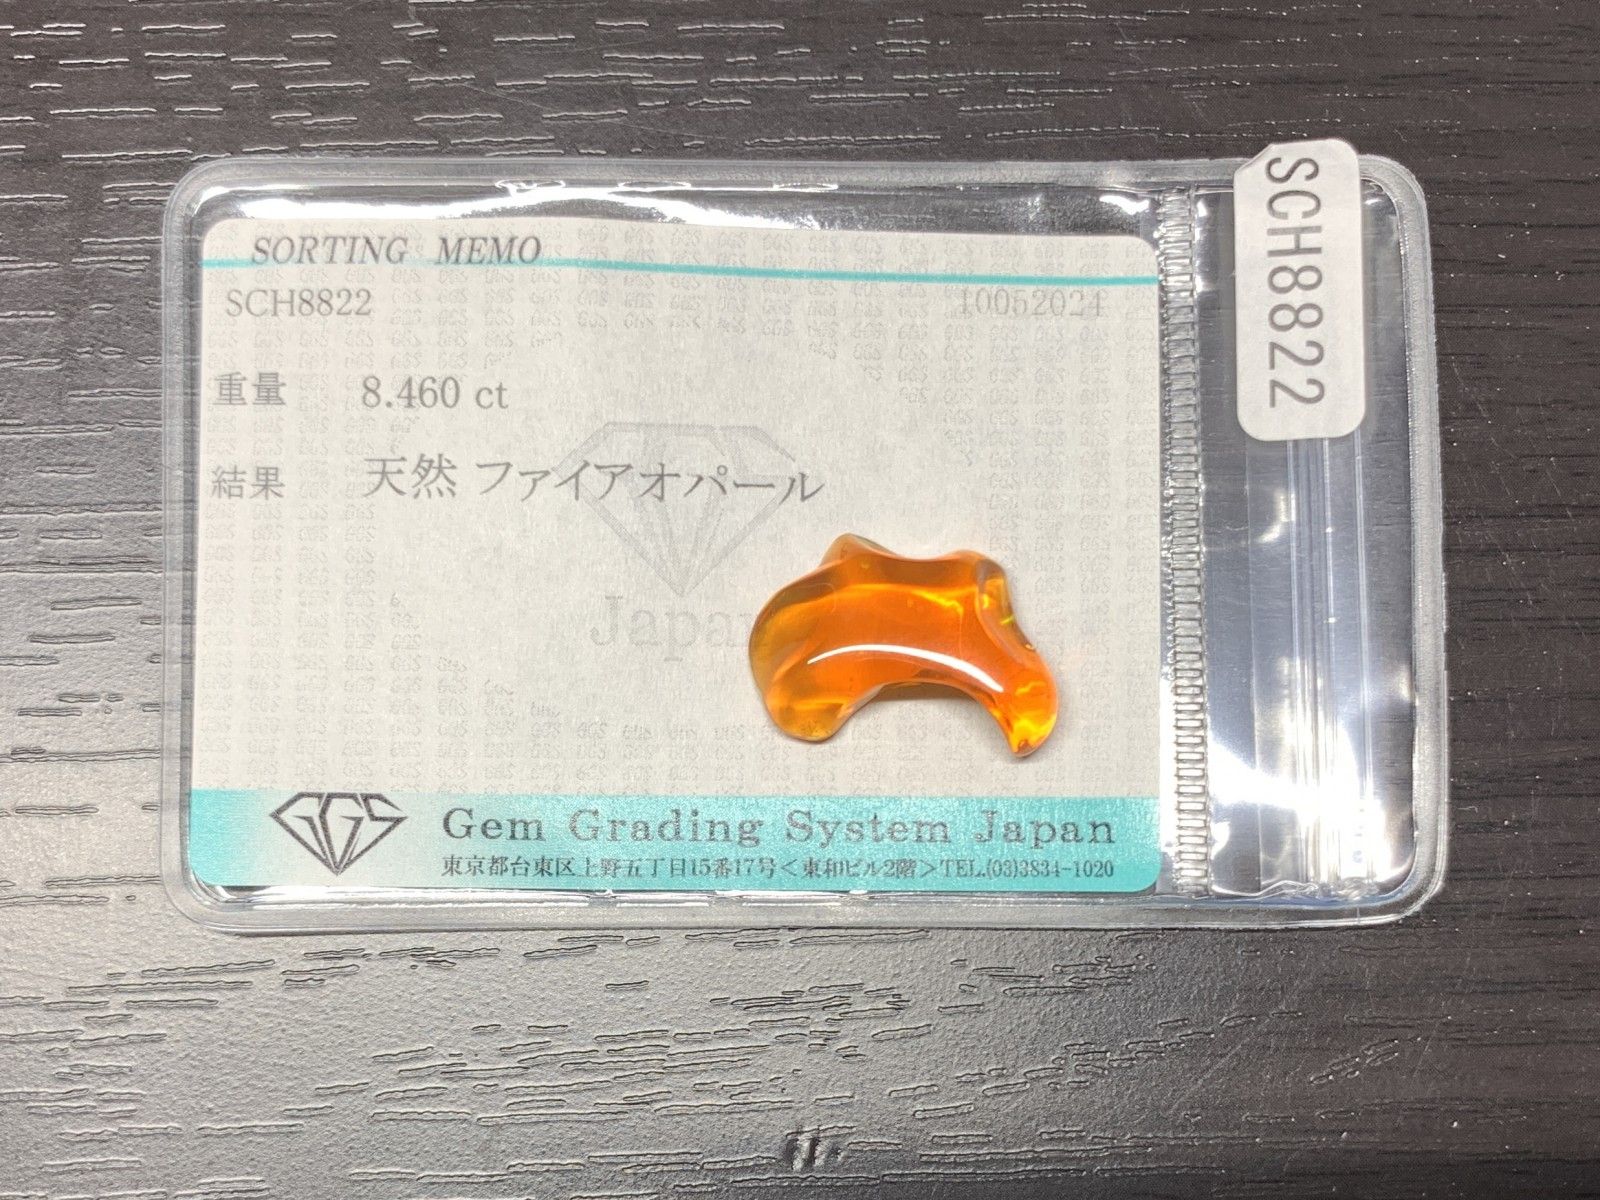 SORTING MEMO
SCH8822 10052024
重量 8.460 ct
結果 天然 ファイアオパール
Japan
GGS Gem Grading System Japan
東京都台東区上野五丁目15番17号<東和ビル2階>TEL.(03)3834-1020
SCH8822